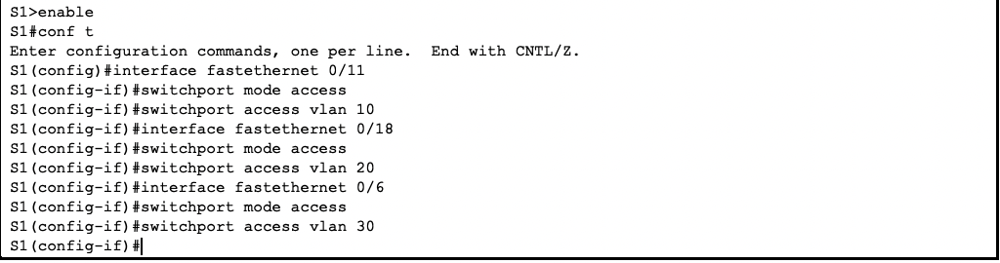 S1>enable
S1#conf t
Enter configuration commands, one per line.  End with CNTL/Z.
S1(config)#interface fastethernet 0/11
S1(config-if)#switchport mode access
S1(config-if)#switchport access vlan 10
S1(config-if)#interface fastethernet 0/18
S1(config-if)#switchport mode access
S1(config-if)#switchport access vlan 20
S1(config-if)#interface fastethernet 0/6
S1(config-if)#switchport mode access
S1(config-if)#switchport access vlan 30
S1(config-if)#